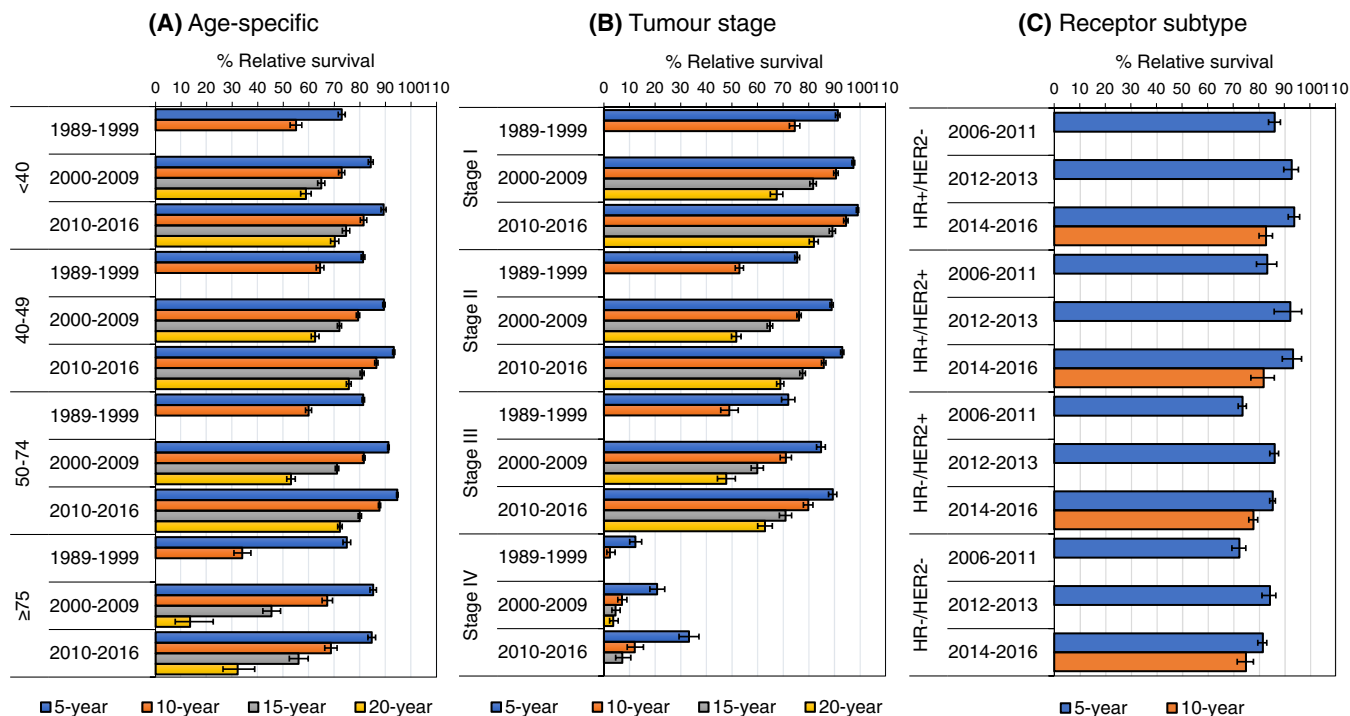 (A) Age-specific
% Relative survival
0 10 20 30 40 50 60 70 80 90 100 110
<40
1989-1999
2000-2009
2010-2016
40-49
1989-1999
2000-2009
2010-2016
50-74
1989-1999
2000-2009
2010-2016
≥75
1989-1999
2000-2009
2010-2016
5-year 10-year 15-year 20-year
(B) Tumour stage
% Relative survival
0 10 20 30 40 50 60 70 80 90 100 110
Stage I
1989-1999
2000-2009
2010-2016
Stage II
1989-1999
2000-2009
2010-2016
Stage III
1989-1999
2000-2009
2010-2016
Stage IV
1989-1999
2000-2009
2010-2016
5-year 10-year 15-year 20-year
(C) Receptor subtype
% Relative survival
0 10 20 30 40 50 60 70 80 90 100 110
HR+/HER2-
2006-2011
2012-2013
2014-2016
HR+/HER2+
2006-2011
2012-2013
2014-2016
HR-/HER2+
2006-2011
2012-2013
2014-2016
HR-/HER2-
2006-2011
2012-2013
2014-2016
5-year 10-year